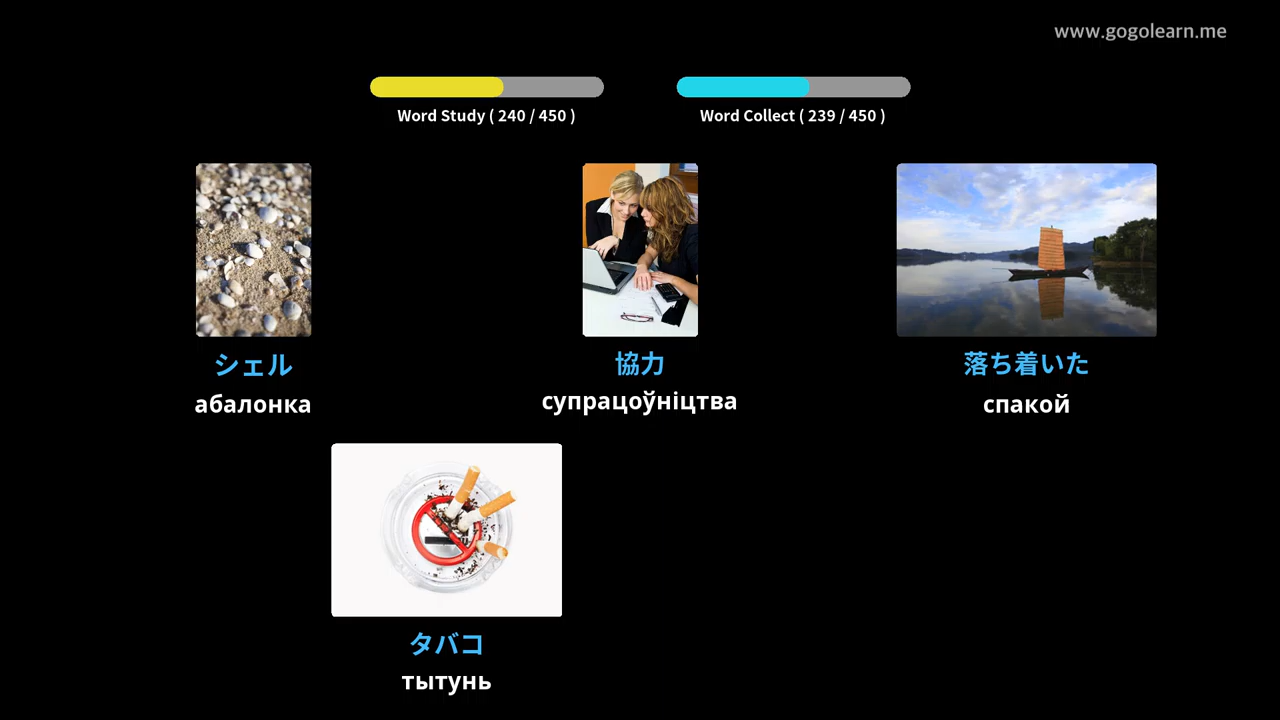 www.gogolearn.me
Word Study ( 240 / 450 )
Word Collect ( 239 / 450 )
シェル
абалонка
協力
супрацоўніцтва
落ち着いた
спакой
タバコ
тытунь